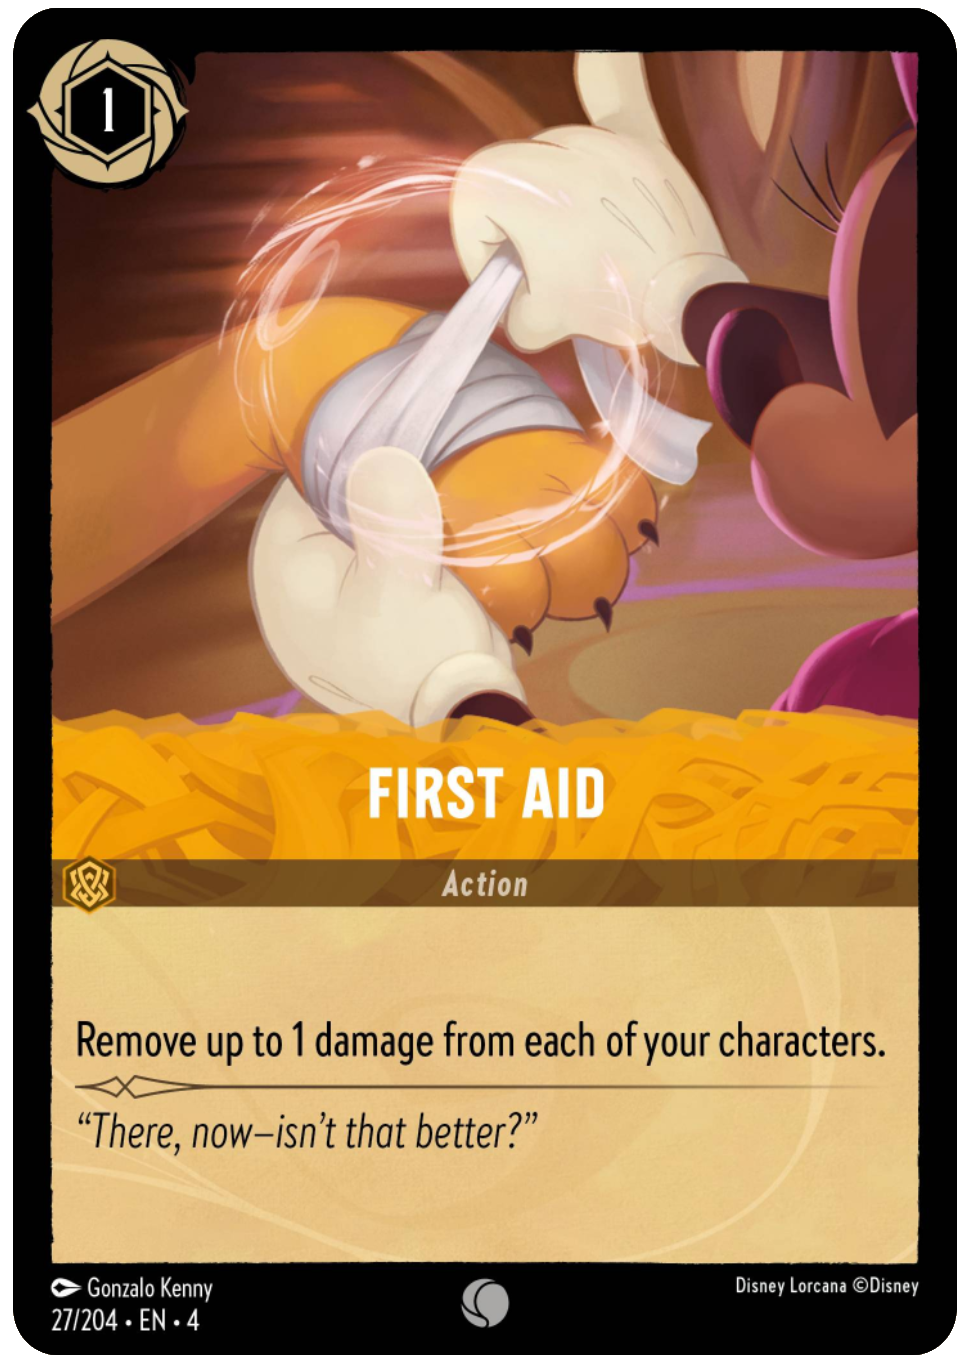 1
FIRST AID
Action
Remove up to 1 damage from each of your characters.
“There, now–isn’t that better?”
Gonzalo Kenny
Disney Lorcana ©Disney
27/204 • EN • 4